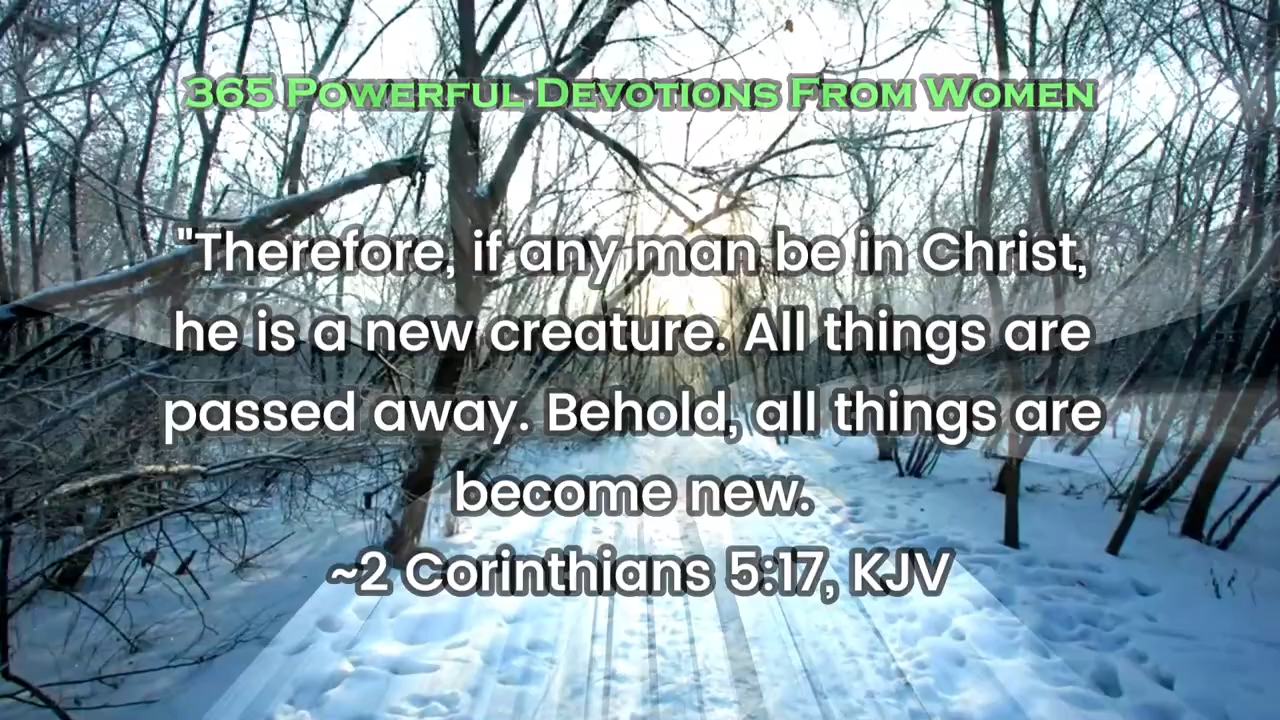 365 Powerful Devotions From Women
"Therefore, if any man be in Christ,
he is a new creature. All things are
passed away. Behold, all things are
become new.
~2 Corinthians 5:17, KJV